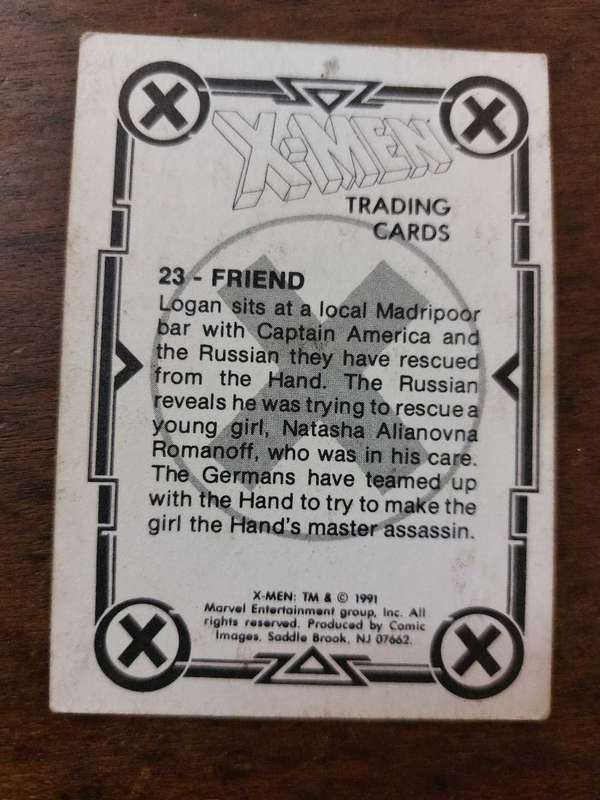 X-MEN
TRADING
CARDS
23 - FRIEND
Logan sits at a local Madripoor
bar with Captain America and
the Russian they have rescued
from the Hand. The Russian
reveals he was trying to rescue a
young girl, Natasha Alianovna
Romanoff, who was in his care.
The Germans have teamed up
with the Hand to try to make the
girl the Hand's master assassin.
X-MEN: TM & © 1991
Marvel Entertainment group, Inc. All
rights reserved. Produced by Comic
Images, Saddle Brook, NJ 07662.